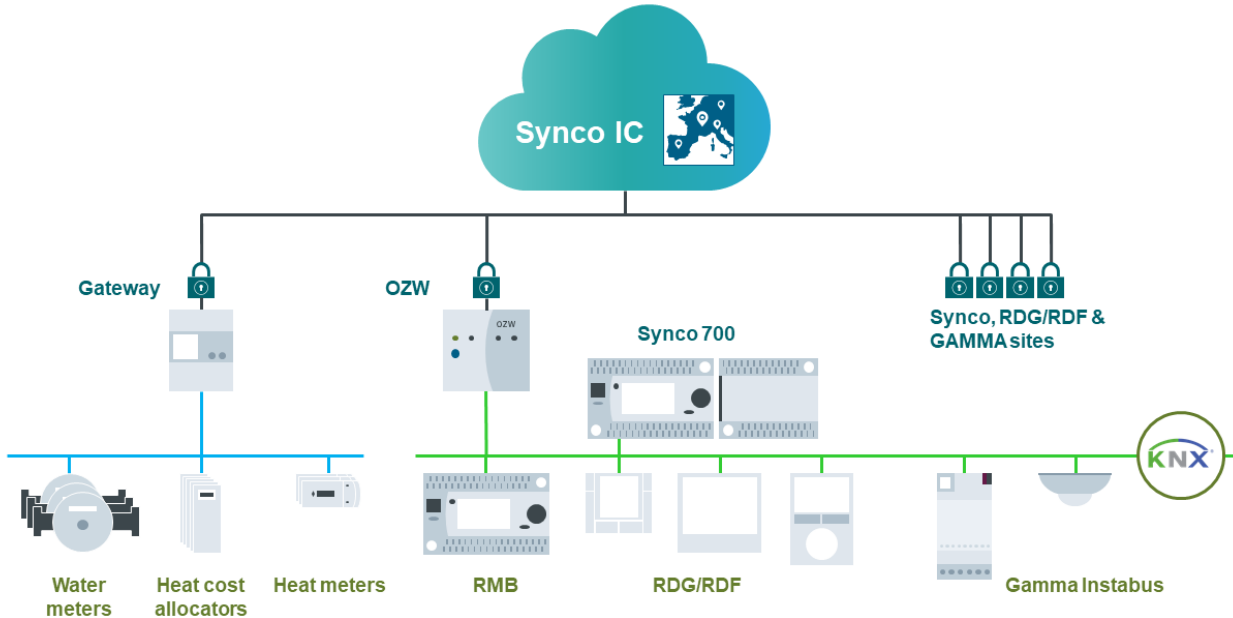 Synco IC
Gateway
OZW
OZW
Synco 700
Synco, RDG/RDF &
GAMMA sites
KNX
Water
meters
Heat cost
allocators
Heat meters
RMB
RDG/RDF
Gamma Instabus